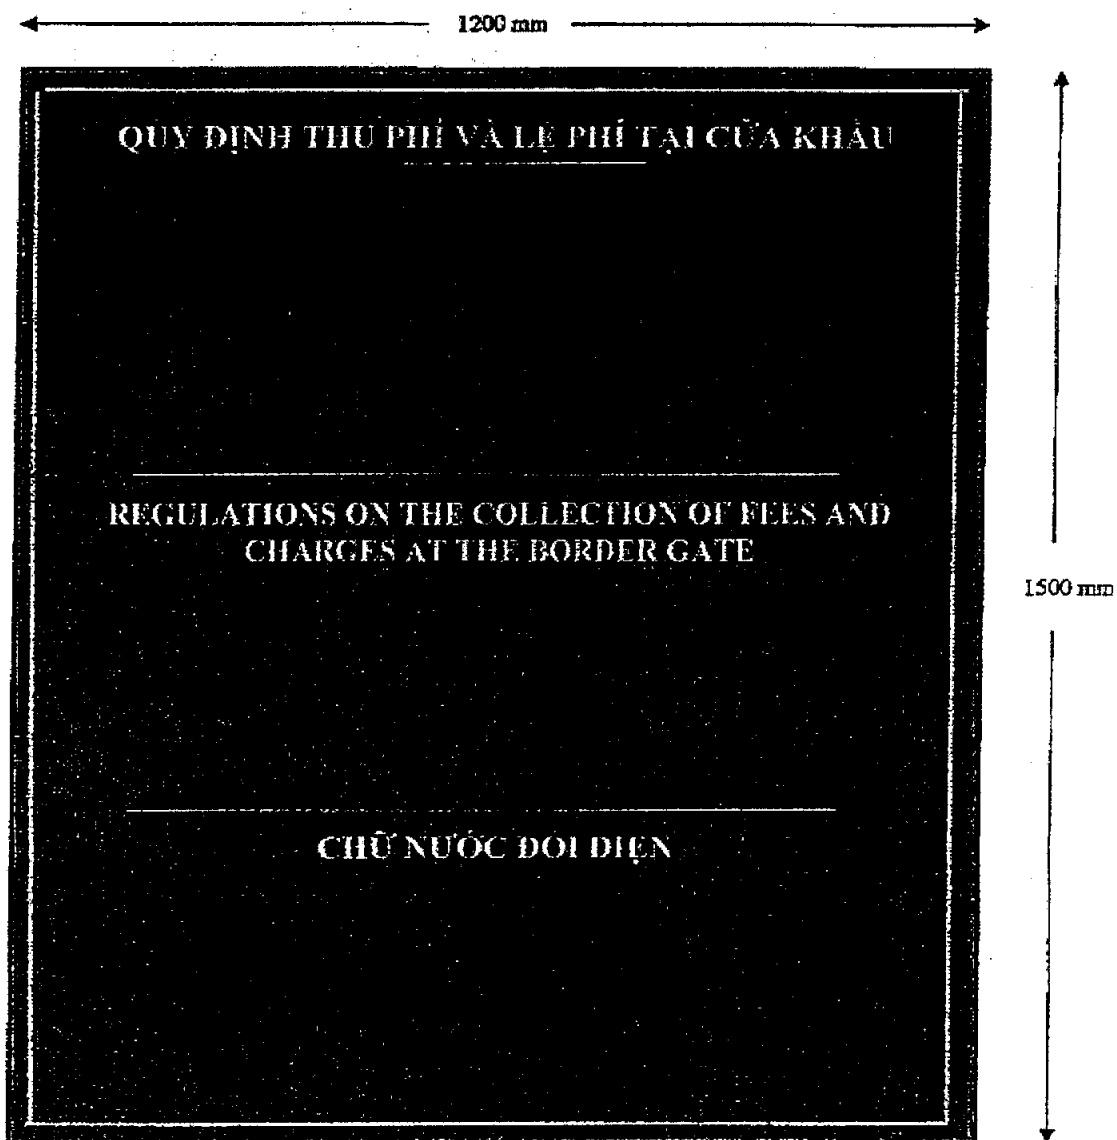 1200 mm
QUY ĐỊNH THU PHÍ VÀ LỆ PHÍ TẠI CỬA KHẨU
REGULATIONS ON THE COLLECTION OF FEES AND
CHARGES AT THE BORDER GATE
1500 mm
CHỮ NƯỚC ĐỐI DIỆN